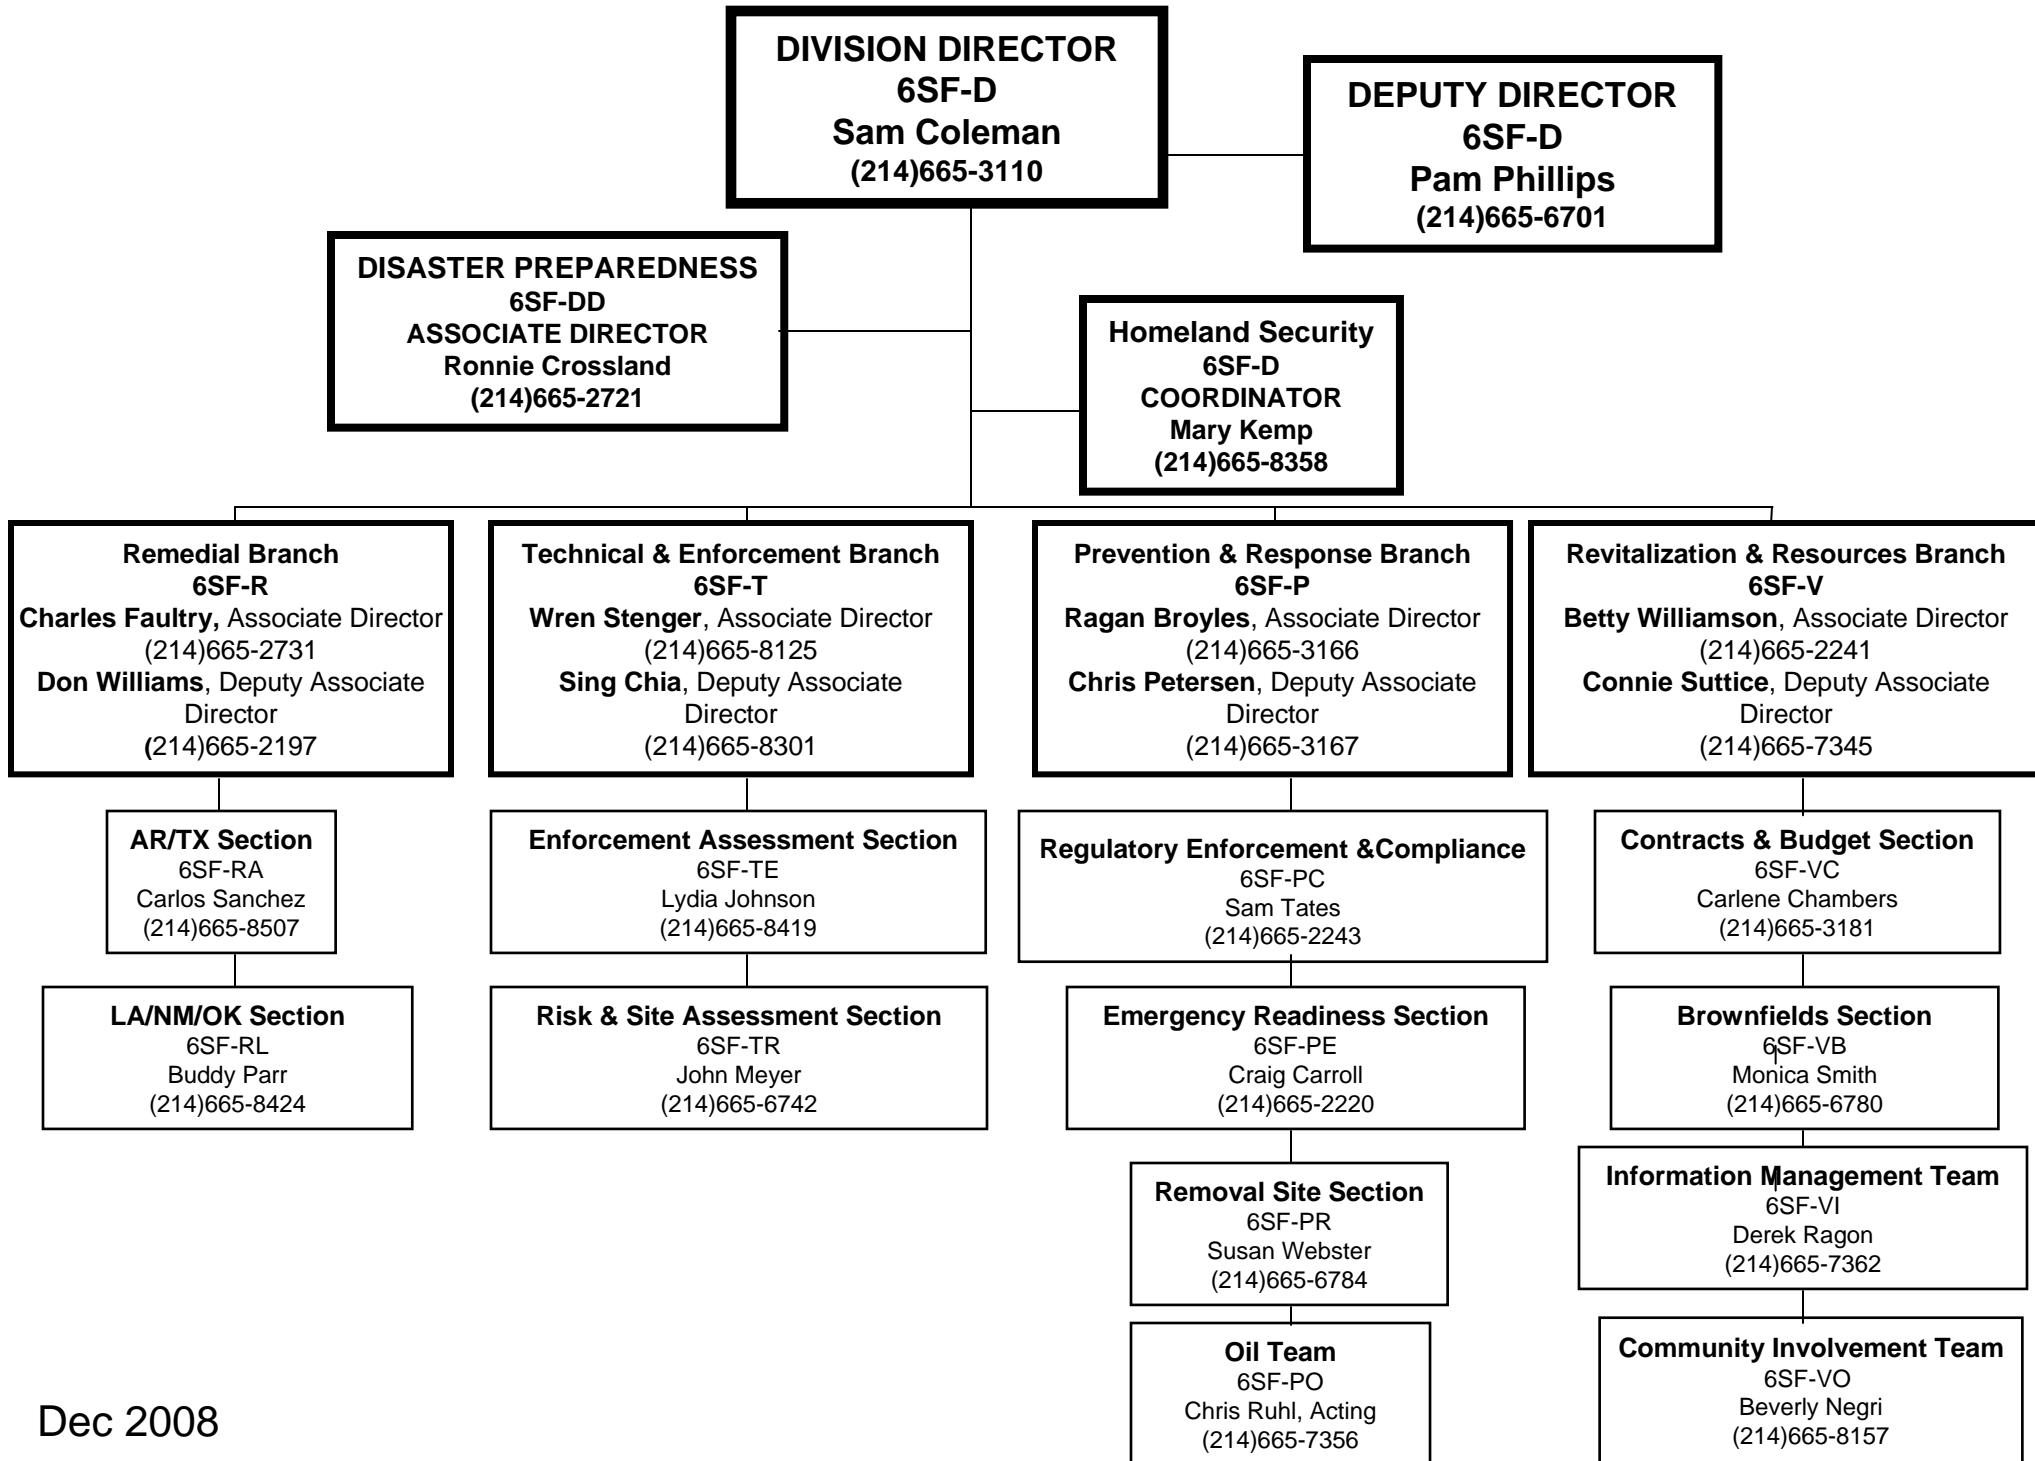 DIVISION DIRECTOR
6SF-D
Sam Coleman
(214)665-3110
DEPUTY DIRECTOR
6SF-D
Pam Phillips
(214)665-6701
DISASTER PREPAREDNESS
6SF-DD
ASSOCIATE DIRECTOR
Ronnie Crossland
(214)665-2721
Homeland Security
6SF-D
COORDINATOR
Mary Kemp
(214)665-8358
Remedial Branch
6SF-R
Charles Faultry, Associate Director
(214)665-2731
Don Williams, Deputy Associate
Director
(214)665-2197
Technical & Enforcement Branch
6SF-T
Wren Stenger, Associate Director
(214)665-8125
Sing Chia, Deputy Associate
Director
(214)665-8301
Prevention & Response Branch
6SF-P
Ragan Broyles, Associate Director
(214)665-3166
Chris Petersen, Deputy Associate
Director
(214)665-3167
Revitalization & Resources Branch
6SF-V
Betty Williamson, Associate Director
(214)665-2241
Connie Suttice, Deputy Associate
Director
(214)665-7345
AR/TX Section
6SF-RA
Carlos Sanchez
(214)665-8507
Enforcement Assessment Section
6SF-TE
Lydia Johnson
(214)665-8419
Regulatory Enforcement &Compliance
6SF-PC
Sam Tates
(214)665-2243
Contracts & Budget Section
6SF-VC
Carlene Chambers
(214)665-3181
LA/NM/OK Section
6SF-RL
Buddy Parr
(214)665-8424
Risk & Site Assessment Section
6SF-TR
John Meyer
(214)665-6742
Emergency Readiness Section
6SF-PE
Craig Carroll
(214)665-2220
Brownfields Section
6SF-VB
Monica Smith
(214)665-6780
Removal Site Section
6SF-PR
Susan Webster
(214)665-6784
Information Management Team
6SF-VI
Derek Ragon
(214)665-7362
Oil Team
6SF-PO
Chris Ruhl, Acting
(214)665-7356
Community Involvement Team
6SF-VO
Beverly Negri
(214)665-8157
Dec 2008